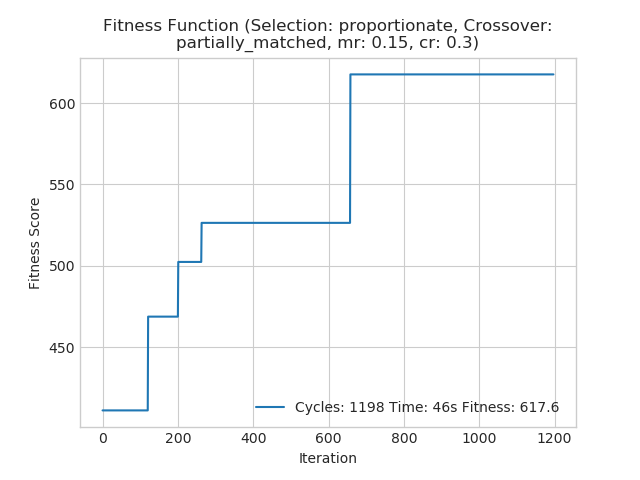 Fitness Function (Selection: proportionate, Crossover:
partially_matched, mr: 0.15, cr: 0.3)
600
550
500
450
Fitness Score
Cycles: 1198 Time: 46s Fitness: 617.6
0 200 400 600 800 1000 1200
Iteration